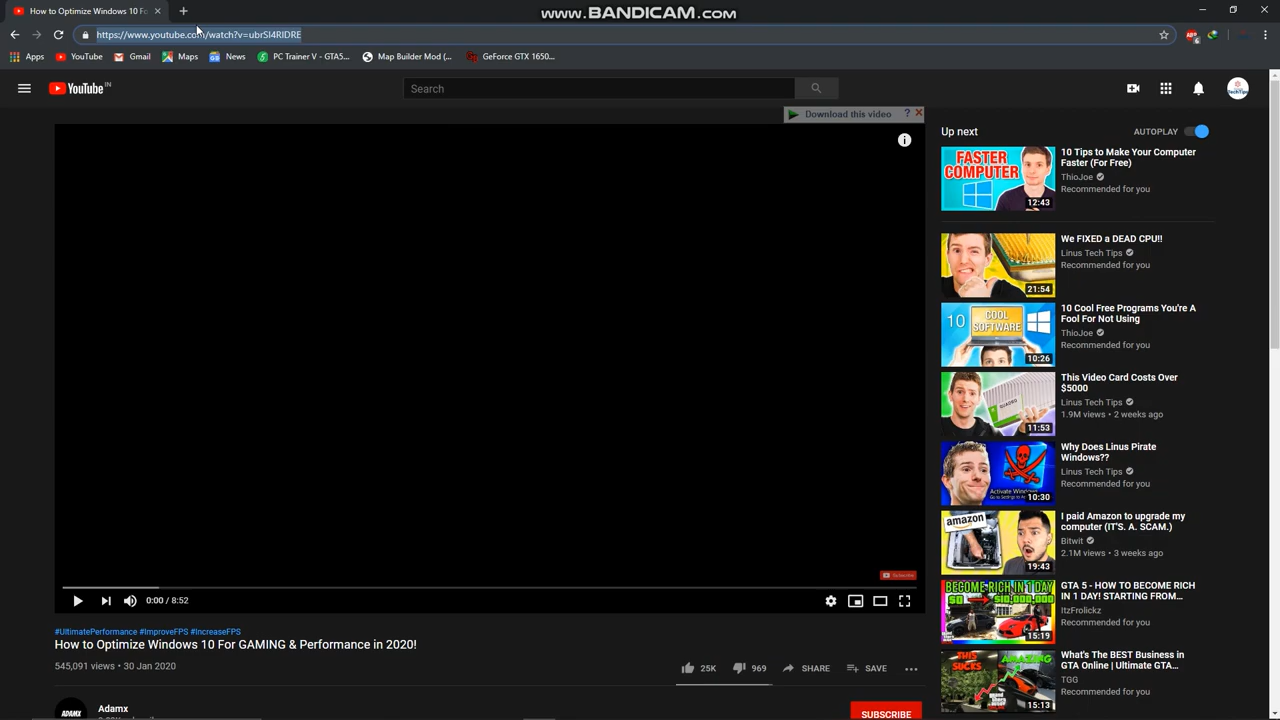 How to Optimize Windows 10 Fo
WWW.BANDICAM.COM
https://www.youtube.com/watch?v=ubrSI4RIDRE
Apps
YouTube
Gmail
Maps
News
PC Trainer V - GTA5...
Map Builder Mod (...
GeForce GTX 1650...
YouTube IN
Search
Download this video
?
Up next
AUTOPLAY
FASTER
COMPUTER
12:43
10 Tips to Make Your Computer
Faster (For Free)
ThioJoe
Recommended for you
21:54
We FIXED a DEAD CPU!!
Linus Tech Tips
Recommended for you
10
COOL
SOFTWARE
10:26
10 Cool Free Programs You're A
Fool For Not Using
ThioJoe
Recommended for you
QUADRO
11:53
This Video Card Costs Over
$5000
Linus Tech Tips
1.9M views • 2 weeks ago
Activate Windows
10:30
Why Does Linus Pirate
Windows??
Linus Tech Tips
Recommended for you
amazon
19:43
I paid Amazon to upgrade my
computer (IT'S. A. SCAM.)
Bitwit
2.1M views • 3 weeks ago
BECOME RICH IN 1 DAY
15:19
GTA 5 - HOW TO BECOME RICH
IN 1 DAY! STARTING FROM...
ItzFrolickz
Recommended for you
THIS
SUCKS
AMAZING
15:13
What's The BEST Business in
GTA Online | Ultimate GTA...
TGG
Recommended for you
Subscribe
0:00 / 8:52
#UltimatePerformance #ImproveFPS #IncreaseFPS
How to Optimize Windows 10 For GAMING & Performance in 2020!
545,091 views • 30 Jan 2020
25K
969
SHARE
SAVE
ADAMX
Adamx
SUBSCRIBE